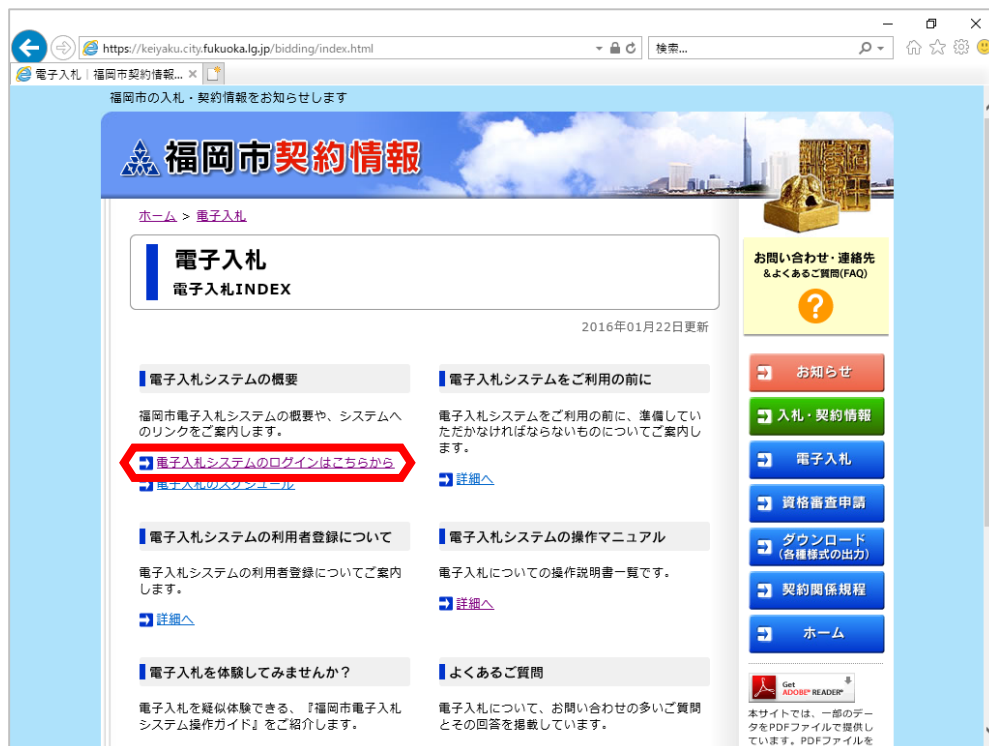 https://keiyaku.city.fukuoka.lg.jp/bidding/index.html
検索...
電子入札 | 福岡市契約情報...
福岡市の入札・契約情報をお知らせします
福岡市契約情報
ホーム > 電子入札
電子入札
電子入札INDEX
2016年01月22日更新
電子入札システムの概要
福岡市電子入札システムの概要や、システムへ
のリンクをご案内します。
電子入札システムのログインはこちらから
電子入札のスケジュール
電子入札システムをご利用の前に
電子入札システムをご利用の前に、準備してい
ただかなければならないものについてご案内し
ます。
詳細へ
電子入札システムの利用者登録について
電子入札システムの利用者登録についてご案内
します。
詳細へ
電子入札システムの操作マニュアル
電子入札についての操作説明書一覧です。
詳細へ
電子入札を体験してみませんか？
電子入札を疑似体験できる、『福岡市電子入札
システム操作ガイド』をご紹介します。
よくあるご質問
電子入札について、お問い合わせの多いご質問
とその回答を掲載しています。
お問い合わせ・連絡先
&よくあるご質問(FAQ)
?
お知らせ
入札・契約情報
電子入札
資格審査申請
ダウンロード
(各種様式の出力)
契約関係規程
ホーム
Get
ADOBE® READER®
本サイトでは、一部のデー
タをPDFファイルで提供し
ています。PDFファイルを